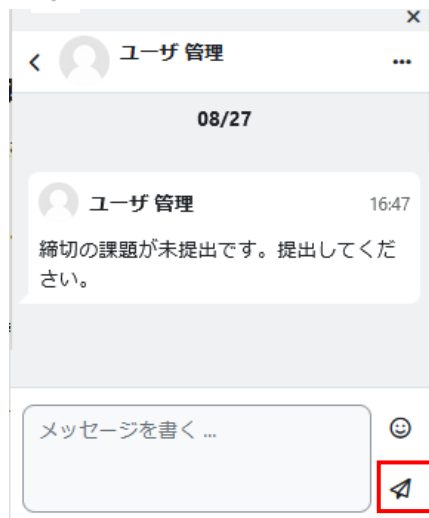 ユーザ 管理
08/27
ユーザ 管理 16:47
締切の課題が未提出です。提出してくだ
さい。
メッセージを書く ...